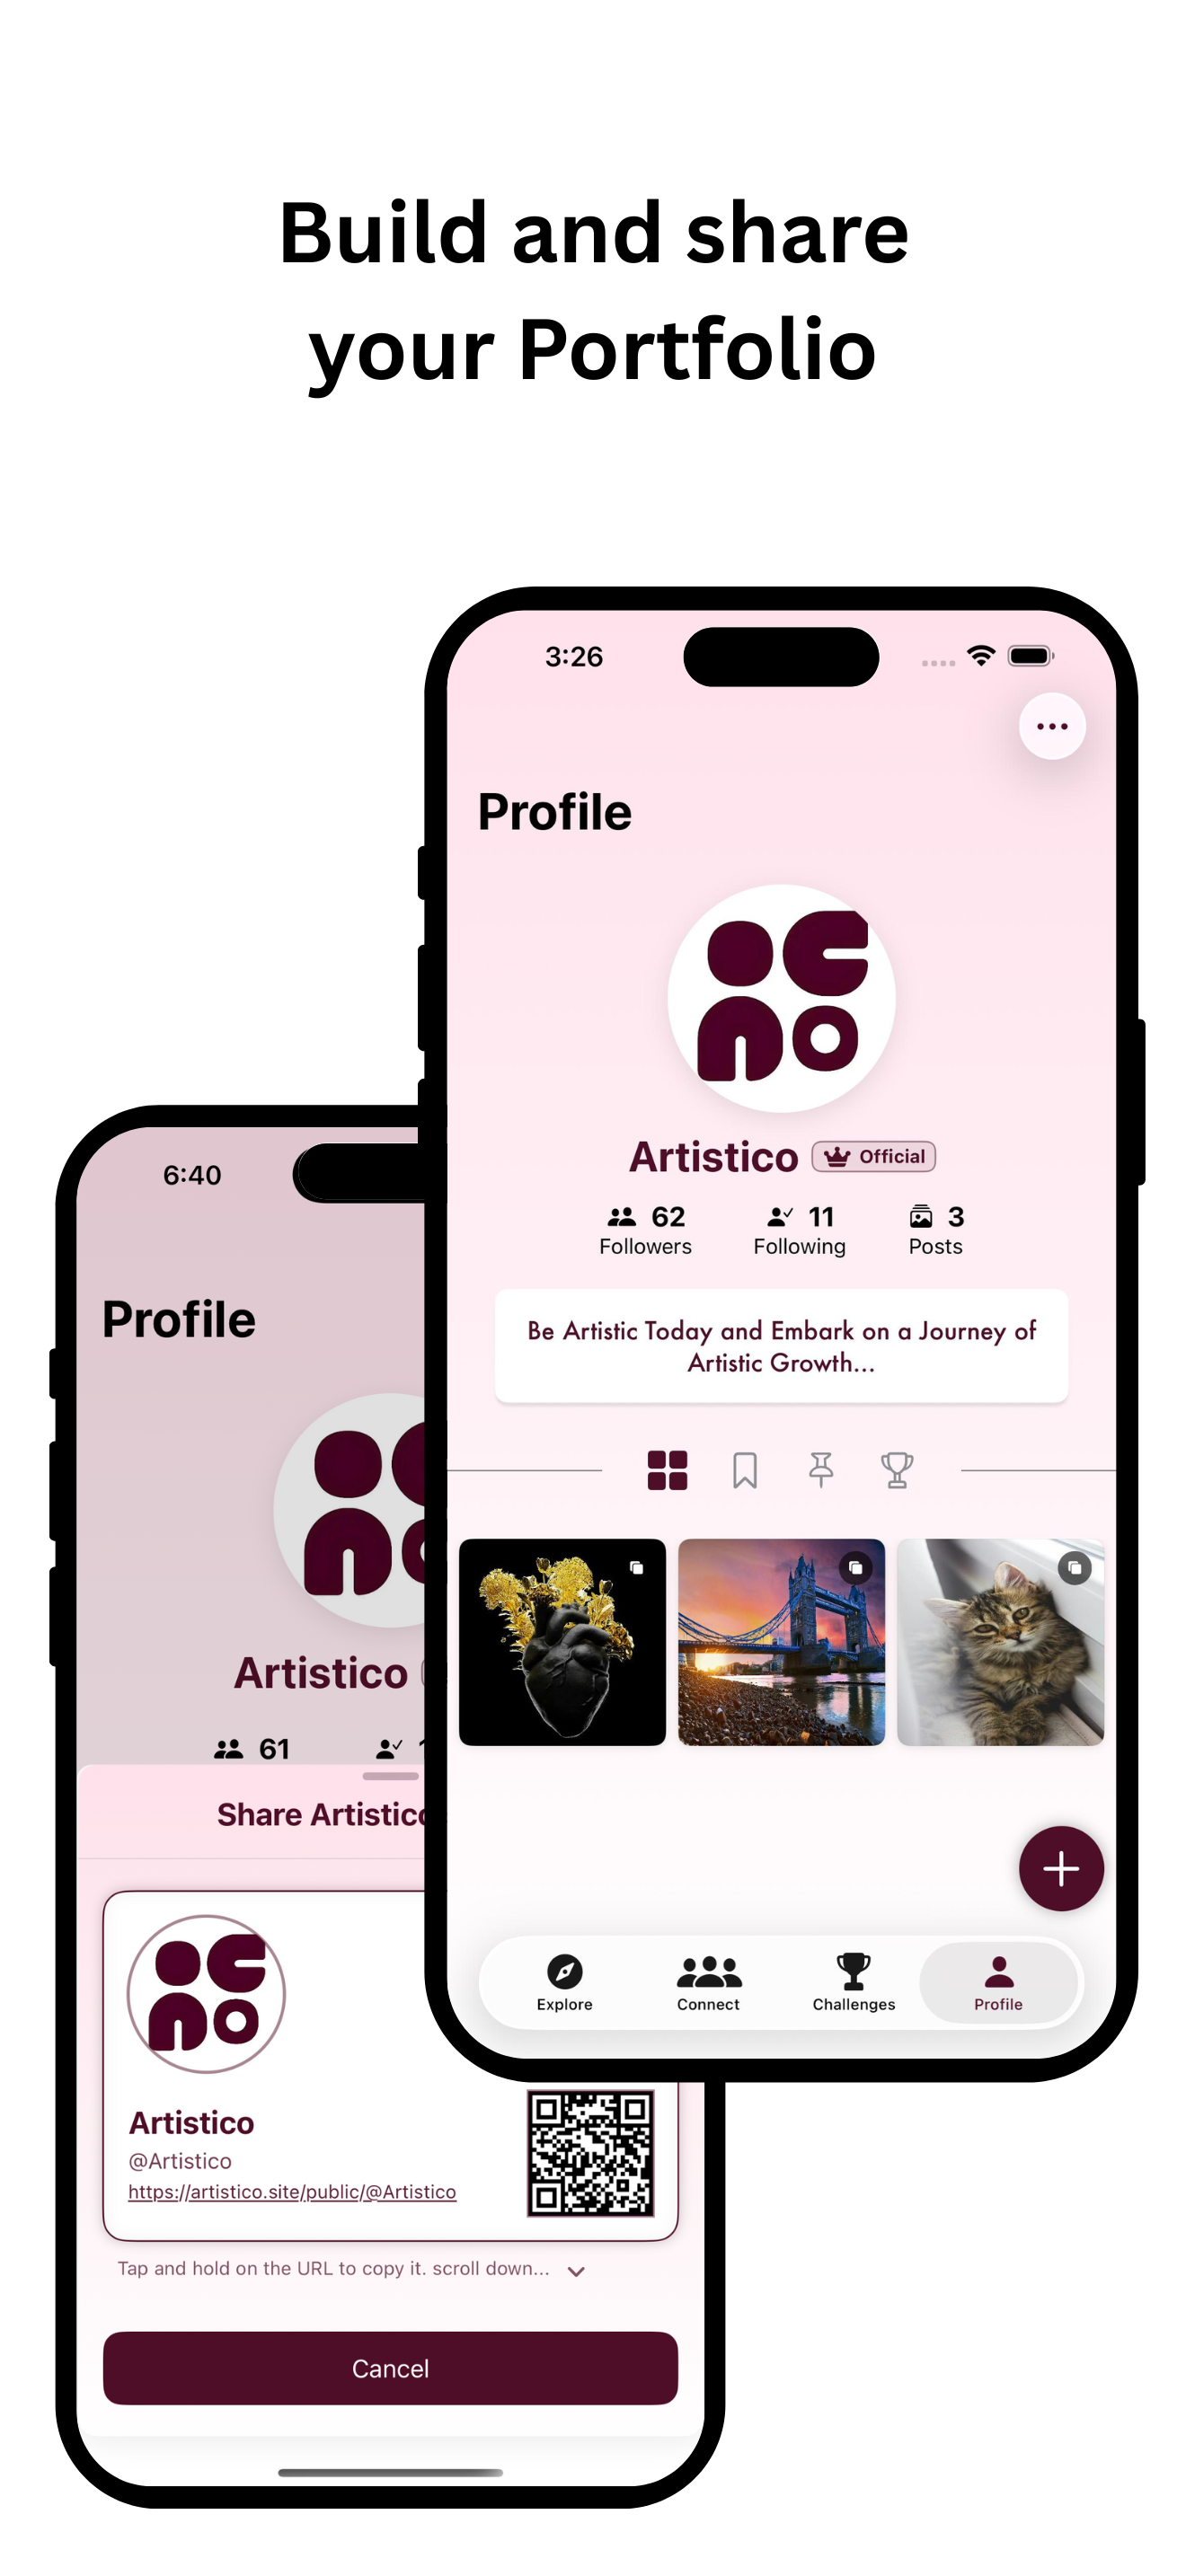 Build and share
your Portfolio
3:26
Profile
Artistico
Official
62
Followers
11
Following
3
Posts
Be Artistic Today and Embark on a Journey of
Artistic Growth...
Explore
Connect
Challenges
Profile
6:40
Profile
Artistico
61
Share Artistico
Artistico
@Artistico
https://artistico.site/public/@Artistico
Tap and hold on the URL to copy it. scroll down...
Cancel